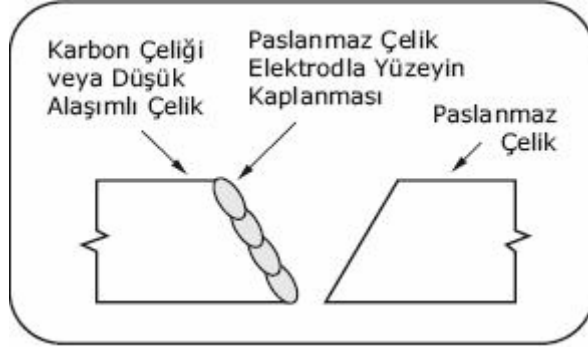 Karbon Çeliği
veya Düşük
Alaşımlı Çelik
Paslanmaz Çelik
Elektrodla Yüzeyin
Kaplanması
Paslanmaz
Çelik